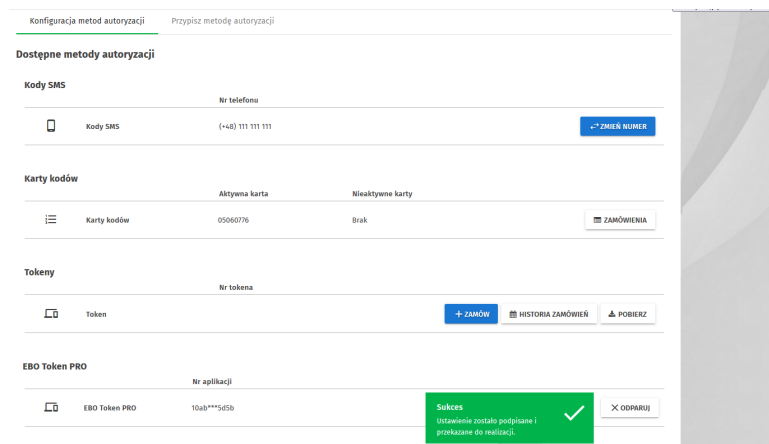 Konfiguracja metod autoryzacji Przypisz metodę autoryzacji
Dostępne metody autoryzacji
Kody SMS
Nr telefonu
Kody SMS (+48) 111 111 111 ZMIEŃ NUMER
Karty kodów
Aktywna karta Nieaktywne karty
Karty kodów 05060776 Brak ZAMÓWIENIA
Tokeny
Nr tokena
Token + ZAMÓW HISTORIA ZAMÓWIEŃ POBIERZ
EBO Token PRO
Nr aplikacji
EBO Token PRO 10ab***5d5b ODPARUJ
Sukces
Ustawienie zostało podpisane i
przekazane do realizacji.